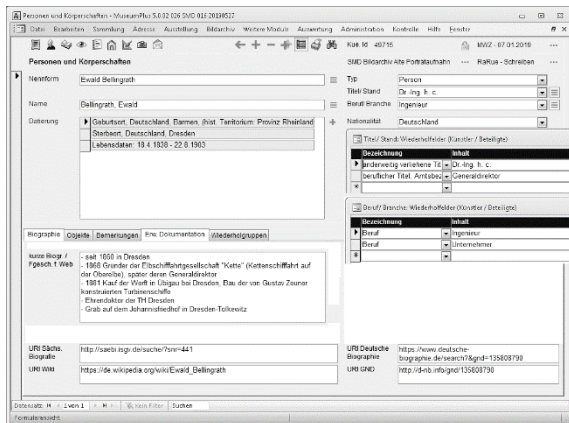 Personen und Körperschaften - MuseumPlus 5.0.02 026 SMD 016 20190527
Datei Bearbeiten Sammlung Adresse Ausstellung Bildarchiv Weitere Module Auswertung Administration Kontrolle Hilfe Fenster
Kue. Id 40715
MWZ - 07.01.2019
Personen und Körperschaften
SMD Bildarchiv Alte Porträtaufnahn
RaRue - Schreiben
Nennform
Ewald Bellingrath
Typ
Person
Titel/ Stand
Dr.-Ing. h. c.
Name
Bellingrath, Ewald
Beruf/ Branche
Ingenieur
Datierung
Geburtsort, Deutschland, Barmen, (hist. Territorium: Provinz Rheinland
Sterbeort, Deutschland, Dresden
Lebensdaten: 18.4.1838 - 22.8.1903
Nationalität
Deutschland
Titel/ Stand: Wiederholfelder (Künstler / Beteiligte)
Bezeichnung Inhalt
anderweitig verliehene Tit Dr.-Ing. h. c.
beruflicher Titel, Amtsbez Generaldirektor
Beruf/ Branche: Wiederholfelder (Künstler / Beteiligte)
Bezeichnung Inhalt
Beruf Ingenieur
Beruf Unternehmer
Biographie Objekte Bemerkungen Erw. Documentation Wiederholgruppen
kurze Biogr. /
Fgesch. f. Web
- seit 1868 in Dresden
- 1868 Gründer der Elbschiffahrtgesellschaft "Kette" (Kettenschifffahrt auf
der Oberelbe), später deren Generaldirektor
- 1881 Kauf der Werft in Übigau bei Dresden, Bau der von Gustav Zeuner
konstruierten Turbinenschiffe
- Ehrendoktor der TH Dresden
- Grab auf dem Johannisfriedhof in Dresden-Tolkewitz
URI Sächs.
Biografie
http://saebi.isgv.de/suche/?snr=441
URI Deutsche
Biographie
https://www.deutsche-
biographie.de/search?&gnd=135808790
URI Wiki
https://de.wikipedia.org/wiki/Ewald_Bellingrath
URI GND
http://d-nb.info/gnd/135808790
Datensatz: 1 von 1 Kein Filter Suchen
Formularansicht